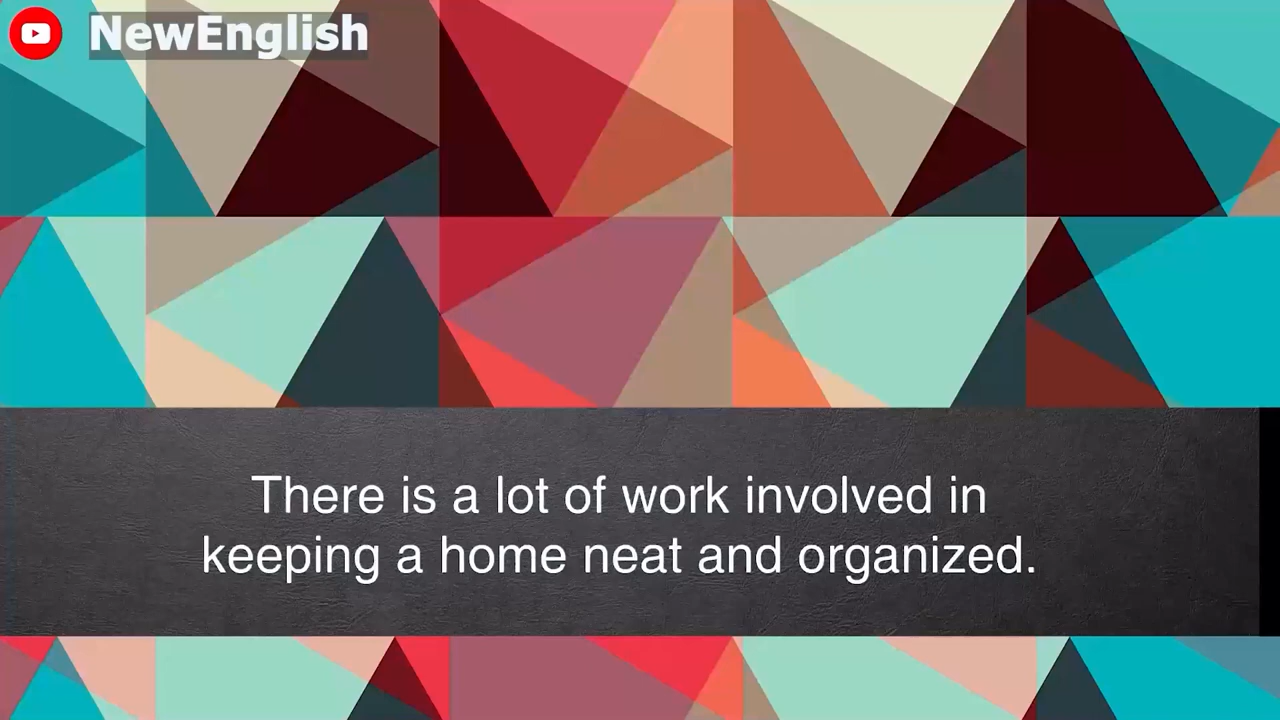 NewEnglish
There is a lot of work involved in
keeping a home neat and organized.